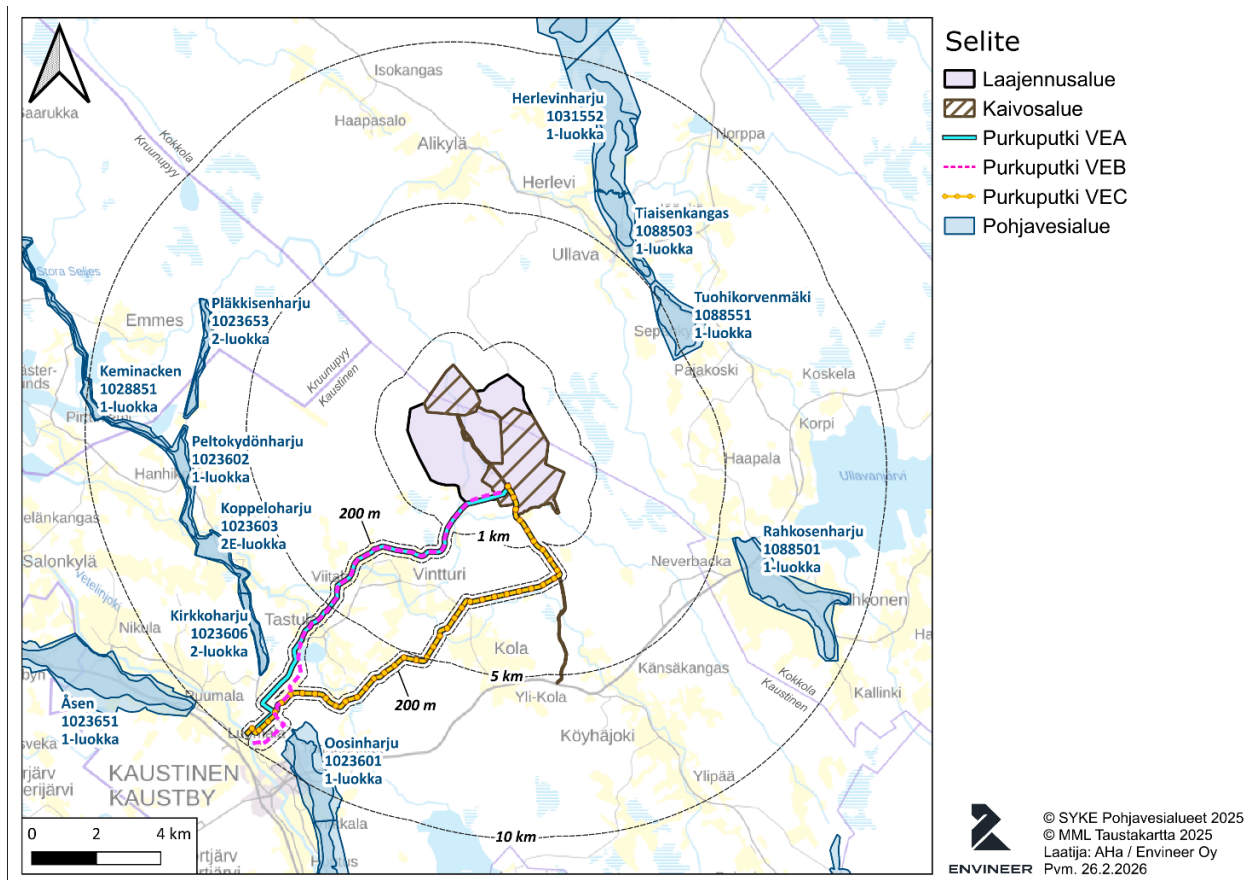 Isokangas
Haapasalo
Alikylä
Kokkola
Kruunupyy
Herlevinharju
1031552
1-luokka
Norppa
Herlevi
Tiaisenkangas
1088503
1-luokka
Ullava
Stora Seljes
Emmes
Pläkkisenharju
1023653
2-luokka
Tuohikorvenmäki
1088551
1-luokka
Kruunupyy
Kaustinen
Pajakoski
Koskela
Keminacken
1028851
1-luokka
Korpi
Peltokydönharju
1023602
1-luokka
Haapala
Ullavanjärvi
Koppeloharju
1023603
2E-luokka
200 m
1 km
Salonkylä
Vetelinjoki
Vintturi
Neverbacka
Rahkosenharju
1088501
1-luokka
Nikula
Kirkkoharju
1023606
2-luokka
Kola
Känsäkangas
Kokkola
Kaustinen
Kallinki
5 km
Yli-Kola
200 m
Åsen
1023651
1-luokka
Köyhäjoki
Oosinharju
1023601
1-luokka
KAUSTINEN
KAUSTBY
Ylipää
10 km
0 2 4 km
Selite
Laajennusalue
Kaivosalue
Purkuputki VEA
Purkuputki VEB
Purkuputki VEC
Pohjavesialue
ENVINEER
© SYKE Pohjavesialueet 2025
© MML Taustakartta 2025
Laatija: AHa / Envineer Oy
Pvm. 26.2.2026